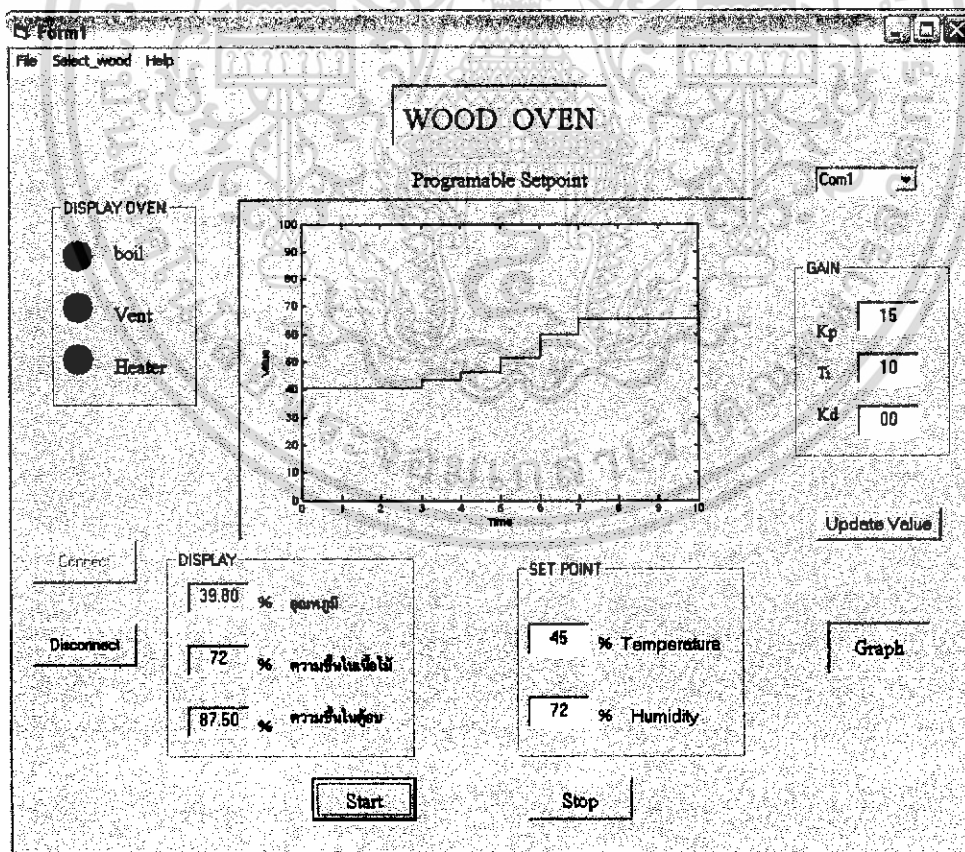 Form1
File Select_wood Help
WOOD OVEN
Programable Setpoint
Com1
DISPLAY OVEN
boil
Vent
Heater
100
90
80
70
60
50
40
30
20
10
0
Value
0 1 2 3 4 5 6 7 8 9 10
Time
GAIN
Kp 15
Ti 10
Kd 00
Update Value
Connect
Disconnect
DISPLAY
39.80 % อุณหภูมิ
72 % ความชื้นในเนื้อไม้
87.50 % ความชื้นในตู้อบ
SET POINT
45 % Temperature
72 % Humidity
Graph
Start
Stop